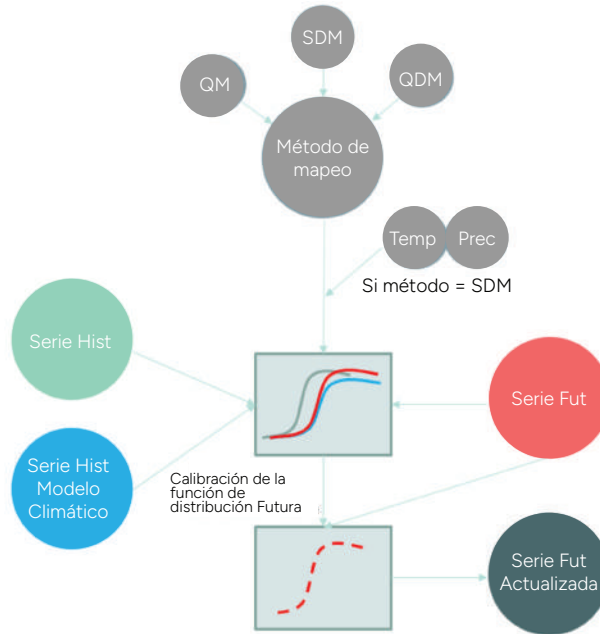 SDM
QM
QDM
Método de
mapeo
Temp
Prec
Si método = SDM
Serie Hist
Serie Fut
Serie Hist
Modelo
Climático
Calibración de la
función de
distribución Futura
Serie Fut
Actualizada